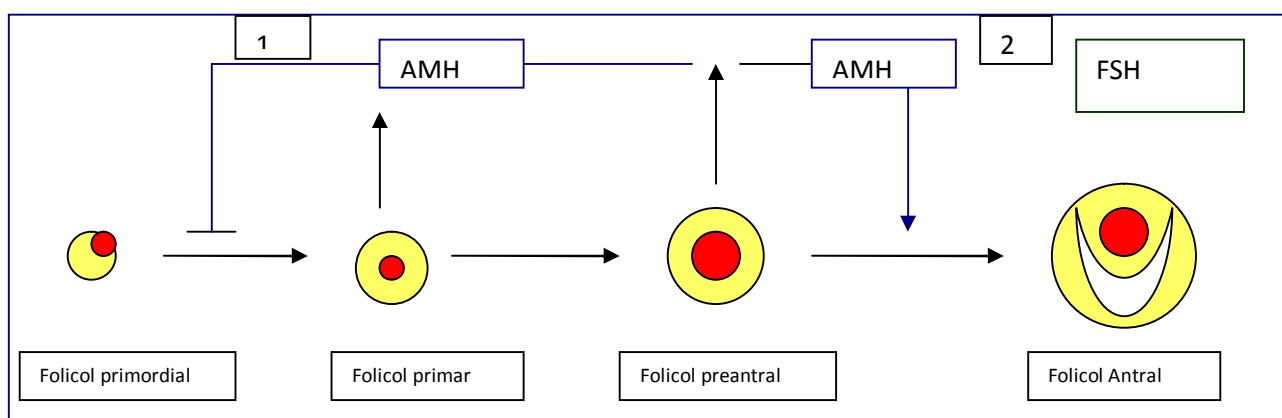 1
AMH
AMH
2
FSH
Folicol primordial
Folicol primar
Folicol preantral
Folicol Antral